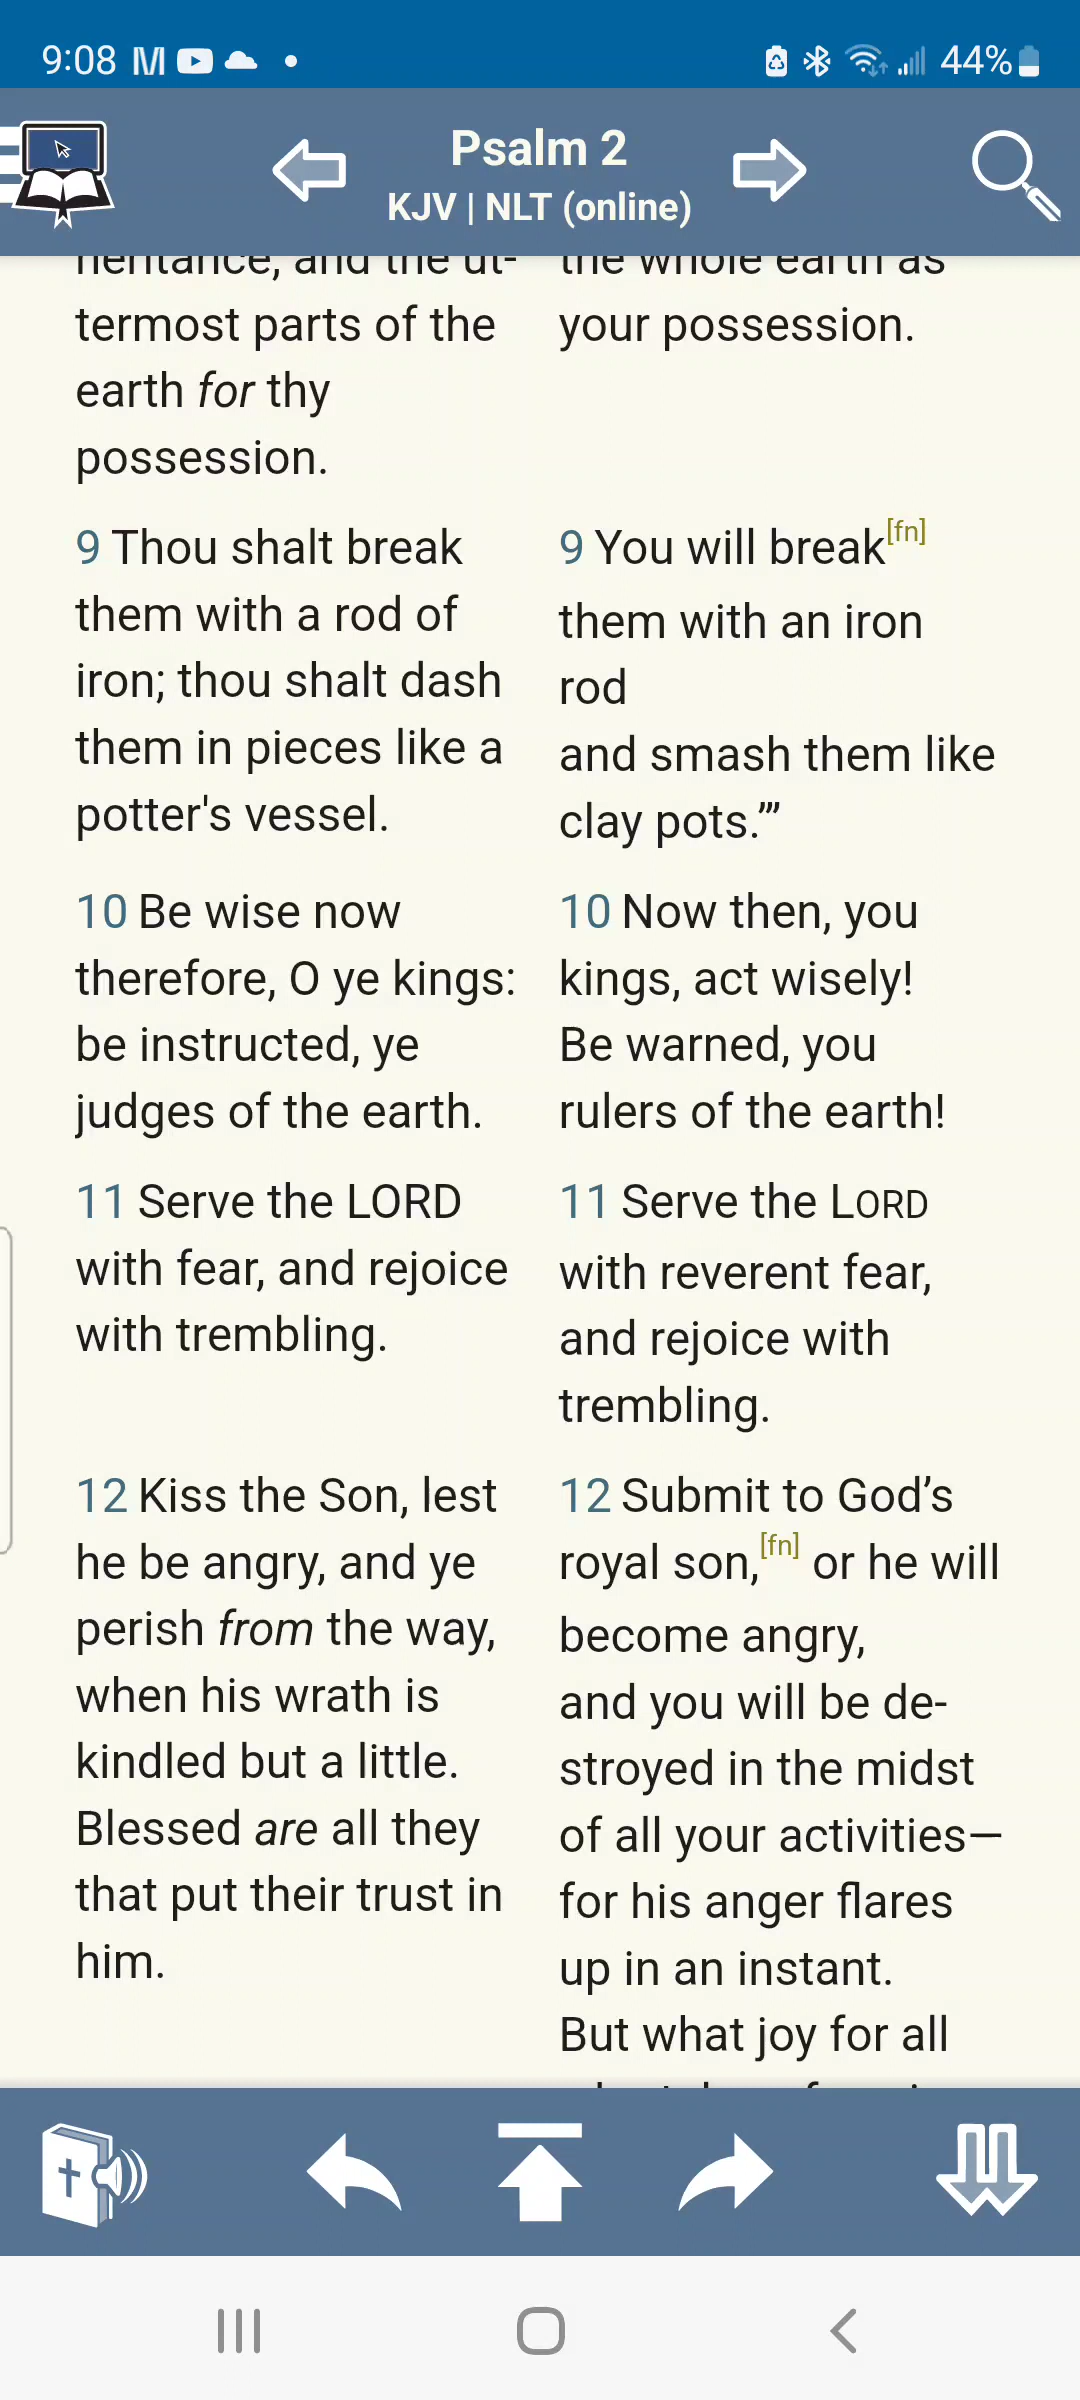 9:08
44%
Psalm 2
KJV | NLT (online)
heritance, and the ut-
termost parts of the
earth for thy
possession.
the whole earth as
your possession.
9 Thou shalt break
them with a rod of
iron; thou shalt dash
them in pieces like a
potter's vessel.
9 You will break[fn]
them with an iron
rod
and smash them like
clay pots.’”
10 Be wise now
therefore, O ye kings:
be instructed, ye
judges of the earth.
10 Now then, you
kings, act wisely!
Be warned, you
rulers of the earth!
11 Serve the LORD
with fear, and rejoice
with trembling.
11 Serve the LORD
with reverent fear,
and rejoice with
trembling.
12 Kiss the Son, lest
he be angry, and ye
perish from the way,
when his wrath is
kindled but a little.
Blessed are all they
that put their trust in
him.
12 Submit to God’s
royal son,[fn] or he will
become angry,
and you will be de-
stroyed in the midst
of all your activities—
for his anger flares
up in an instant.
But what joy for all